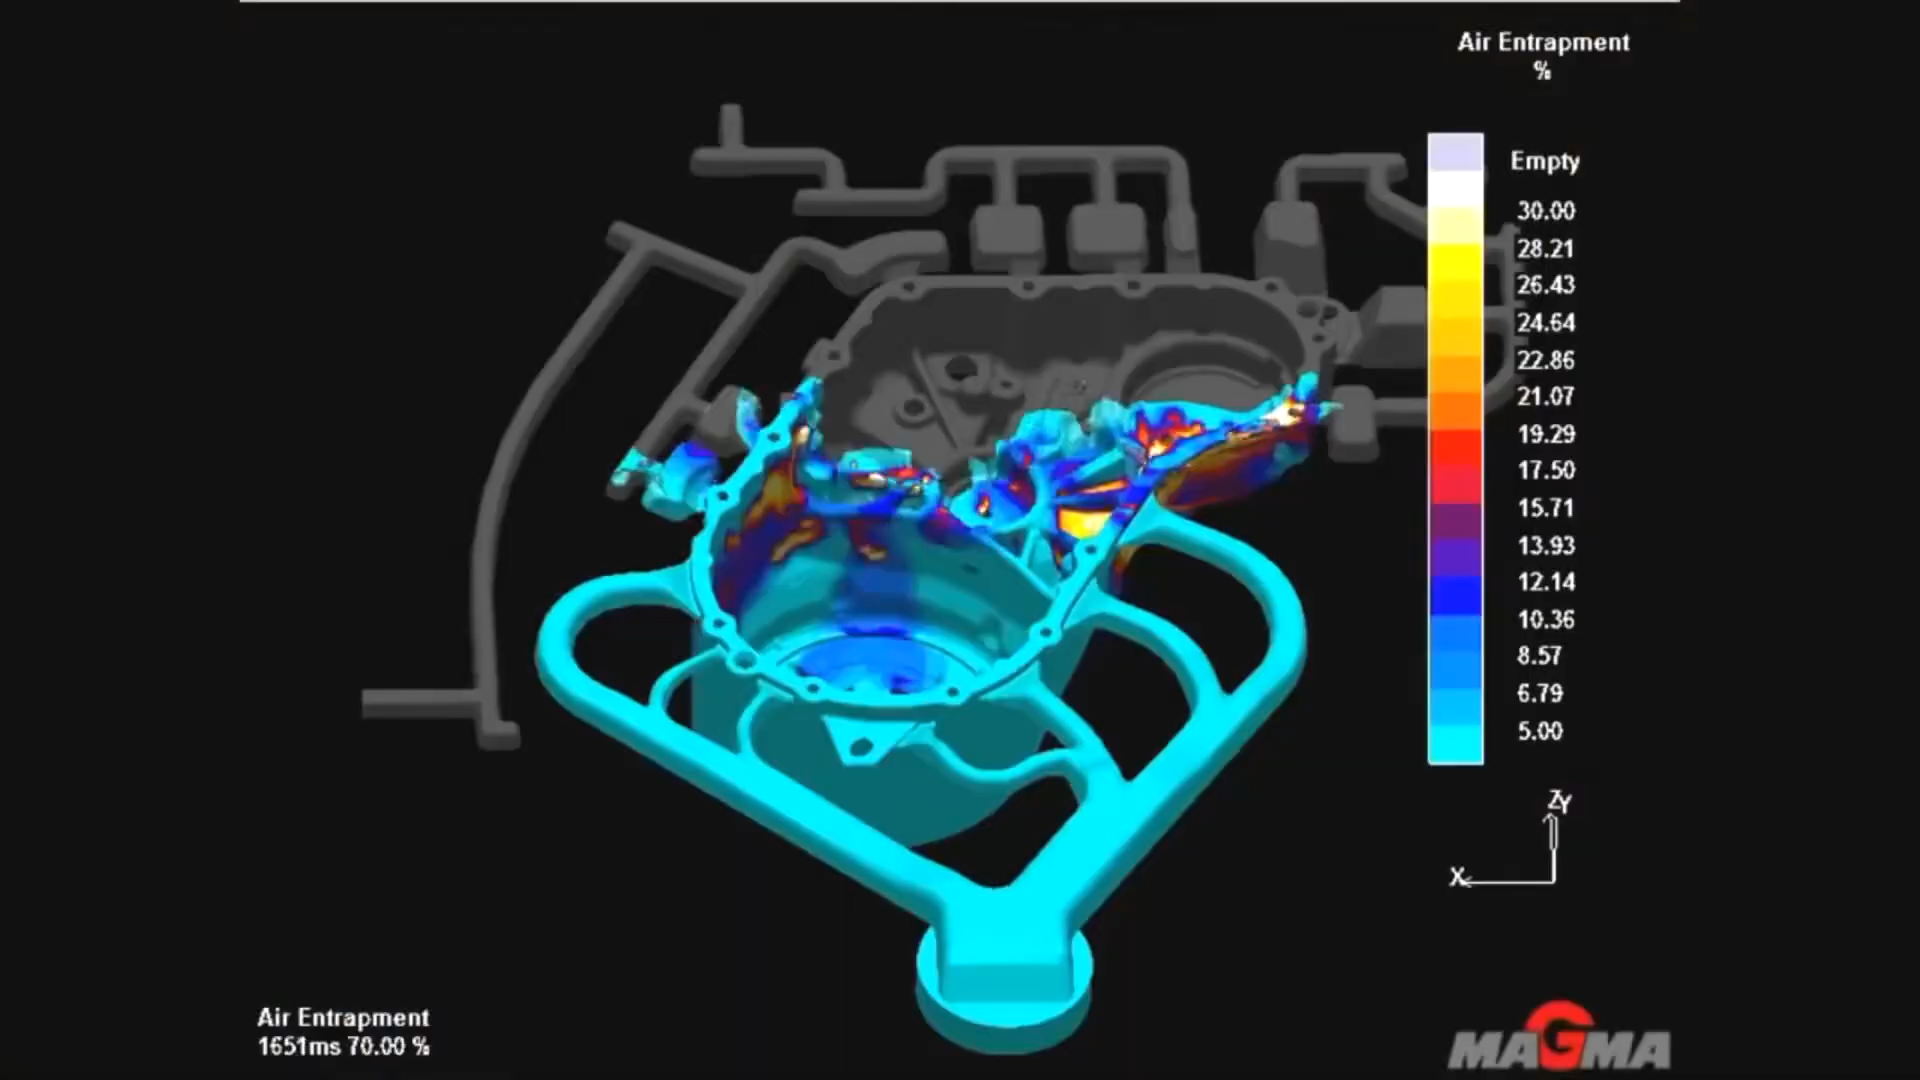 Air Entrapment
%
Empty
30.00
28.21
26.43
24.64
22.86
21.07
19.29
17.50
15.71
13.93
12.14
10.36
8.57
6.79
5.00
ZY
X
Air Entrapment
1651ms 70.00 %
MAGMA